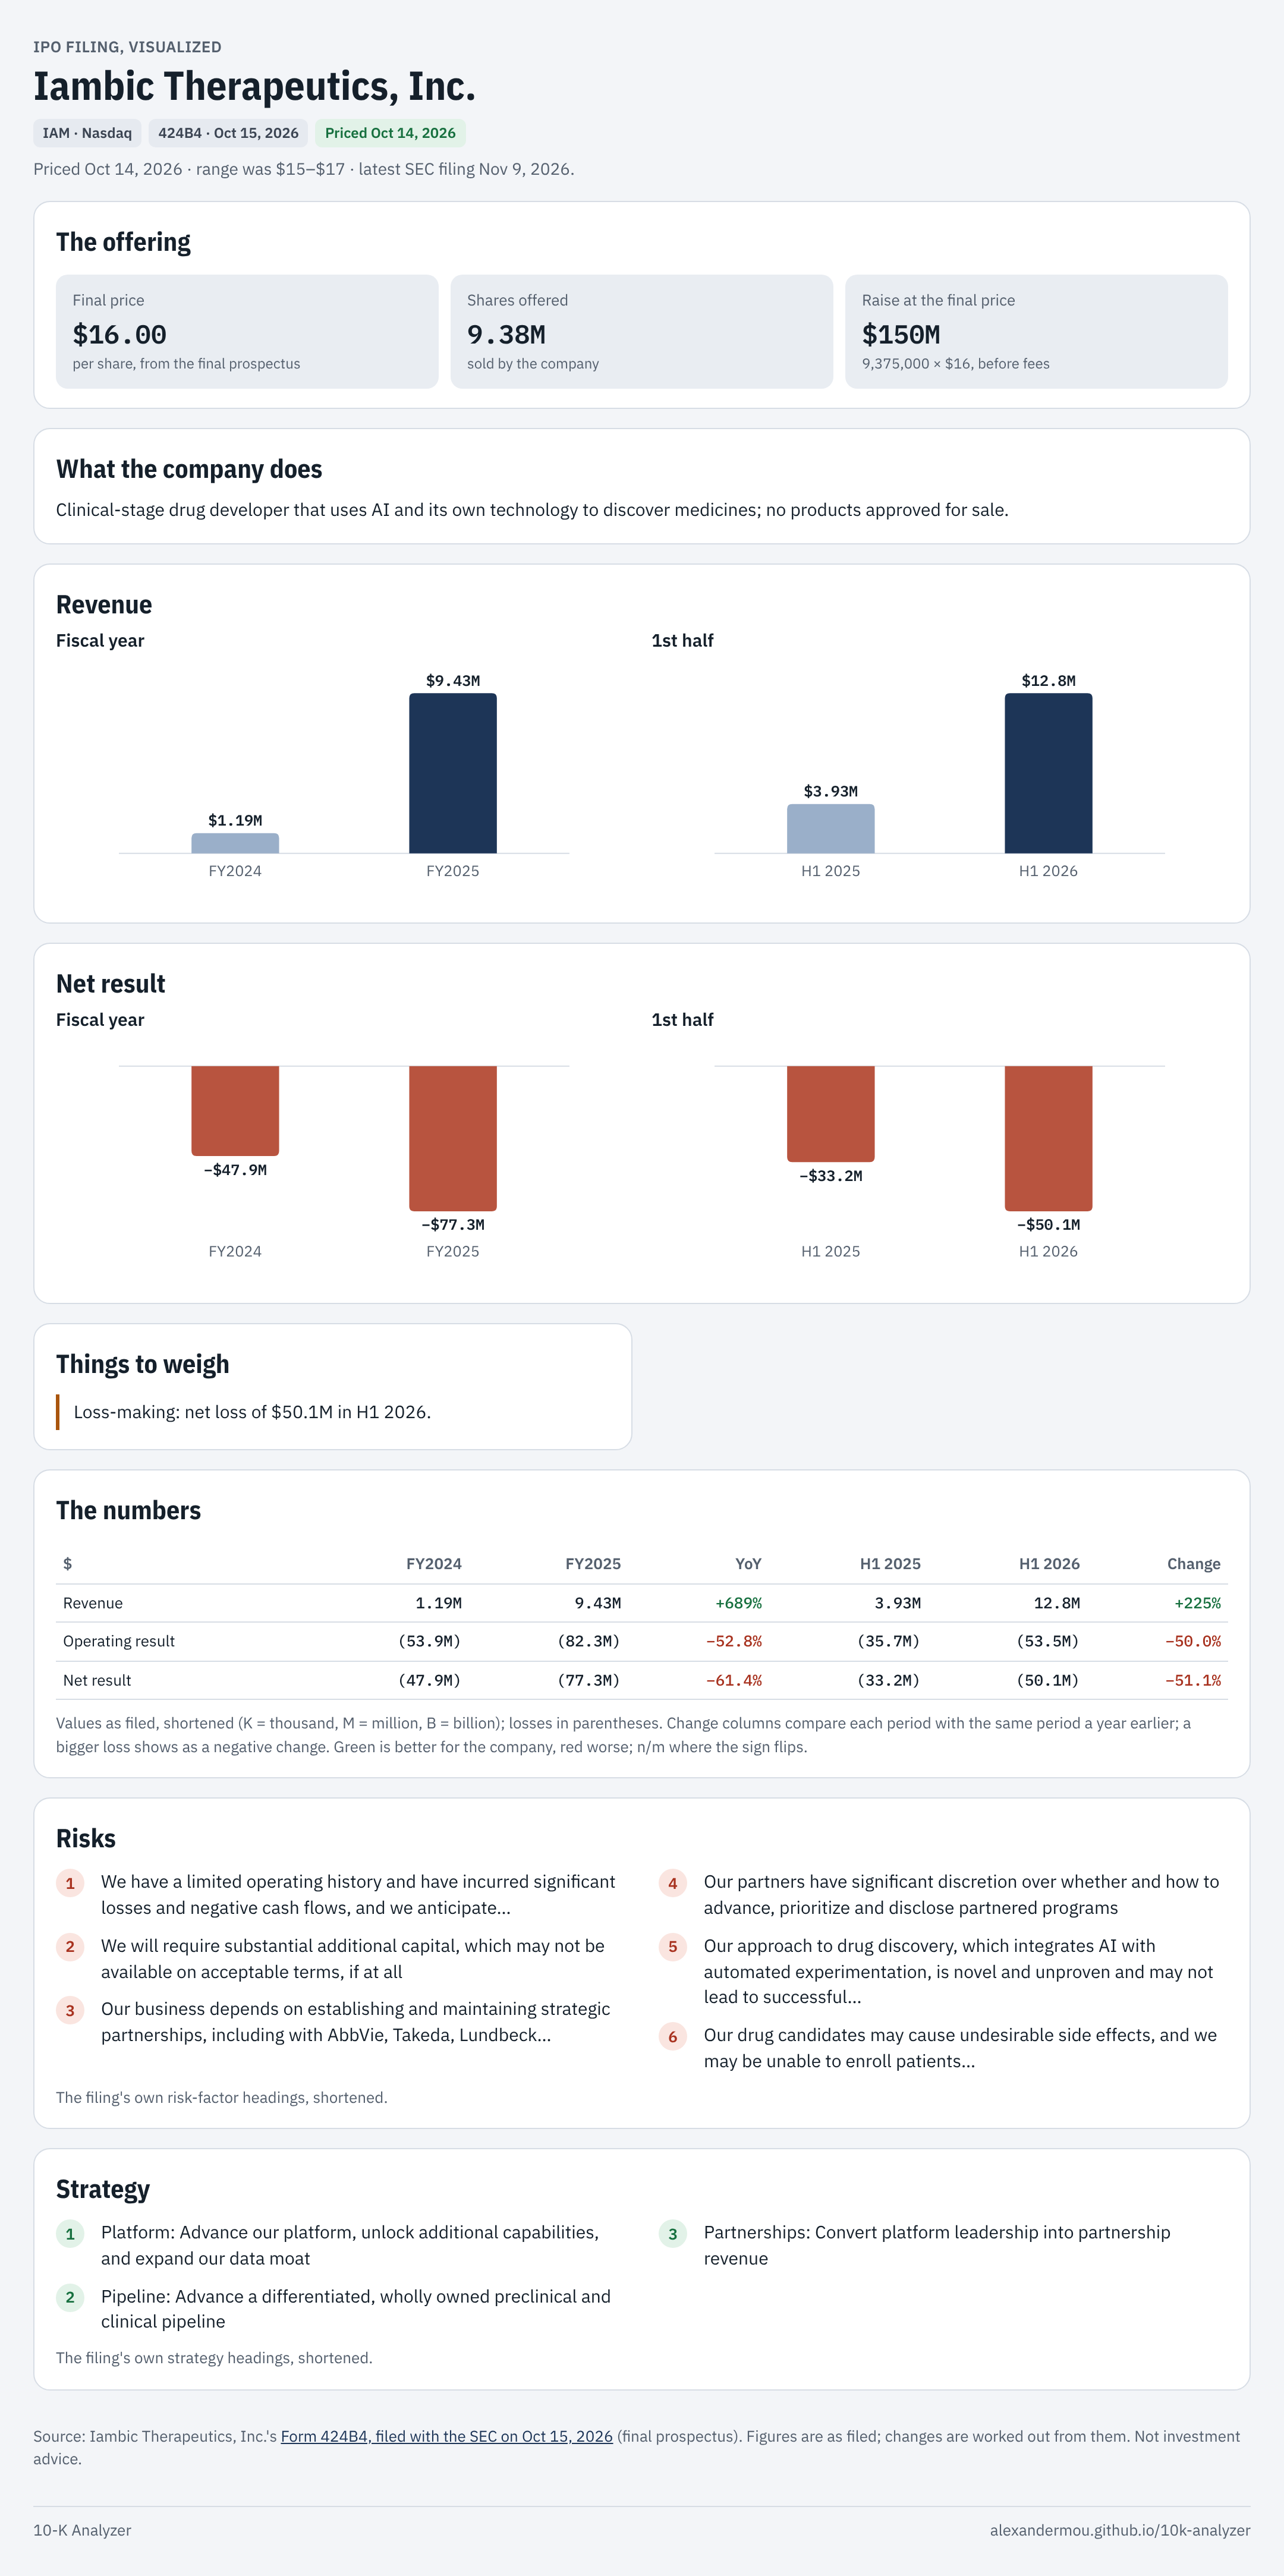 IPO FILING, VISUALIZED
Iambic Therapeutics, Inc.
IAM · Nasdaq
424B4 · Oct 15, 2026
Priced Oct 14, 2026
Priced Oct 14, 2026 · range was $15–$17 · latest SEC filing Nov 9, 2026.
The offering
Final price
$16.00
per share, from the final prospectus
Shares offered
9.38M
sold by the company
Raise at the final price
$150M
9,375,000 × $16, before fees
What the company does
Clinical-stage drug developer that uses AI and its own technology to discover medicines; no products approved for sale.
Revenue
Fiscal year
$1.19M
$9.43M
FY2024
FY2025
1st half
$3.93M
$12.8M
H1 2025
H1 2026
Net result
Fiscal year
−$47.9M
−$77.3M
FY2024
FY2025
1st half
−$33.2M
−$50.1M
H1 2025
H1 2026
Things to weigh
Loss-making: net loss of $50.1M in H1 2026.
The numbers
$ FY2024 FY2025 YoY H1 2025 H1 2026 Change
Revenue 1.19M 9.43M +689% 3.93M 12.8M +225%
Operating result (53.9M) (82.3M) −52.8% (35.7M) (53.5M) −50.0%
Net result (47.9M) (77.3M) −61.4% (33.2M) (50.1M) −51.1%
Values as filed, shortened (K = thousand, M = million, B = billion); losses in parentheses. Change columns compare each period with the same period a year earlier; a
bigger loss shows as a negative change. Green is better for the company, red worse; n/m where the sign flips.
Risks
1 We have a limited operating history and have incurred significant
losses and negative cash flows, and we anticipate…
2 We will require substantial additional capital, which may not be
available on acceptable terms, if at all
3 Our business depends on establishing and maintaining strategic
partnerships, including with AbbVie, Takeda, Lundbeck…
4 Our partners have significant discretion over whether and how to
advance, prioritize and disclose partnered programs
5 Our approach to drug discovery, which integrates AI with
automated experimentation, is novel and unproven and may not
lead to successful…
6 Our drug candidates may cause undesirable side effects, and we
may be unable to enroll patients…
The filing's own risk-factor headings, shortened.
Strategy
1 Platform: Advance our platform, unlock additional capabilities,
and expand our data moat
2 Pipeline: Advance a differentiated, wholly owned preclinical and
clinical pipeline
3 Partnerships: Convert platform leadership into partnership
revenue
The filing's own strategy headings, shortened.
Source: Iambic Therapeutics, Inc.'s Form 424B4, filed with the SEC on Oct 15, 2026 (final prospectus). Figures are as filed; changes are worked out from them. Not investment
advice.
10-K Analyzer
alexandermou.github.io/10k-analyzer